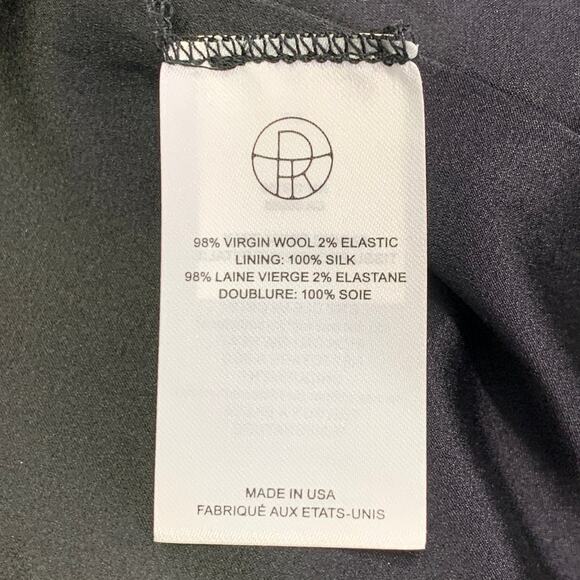 98% VIRGIN WOOL 2% ELASTIC
LINING: 100% SILK
98% LAINE VIERGE 2% ELASTANE
DOUBLURE: 100% SOIE
MADE IN USA
FABRIQUÉ AUX ETATS-UNIS